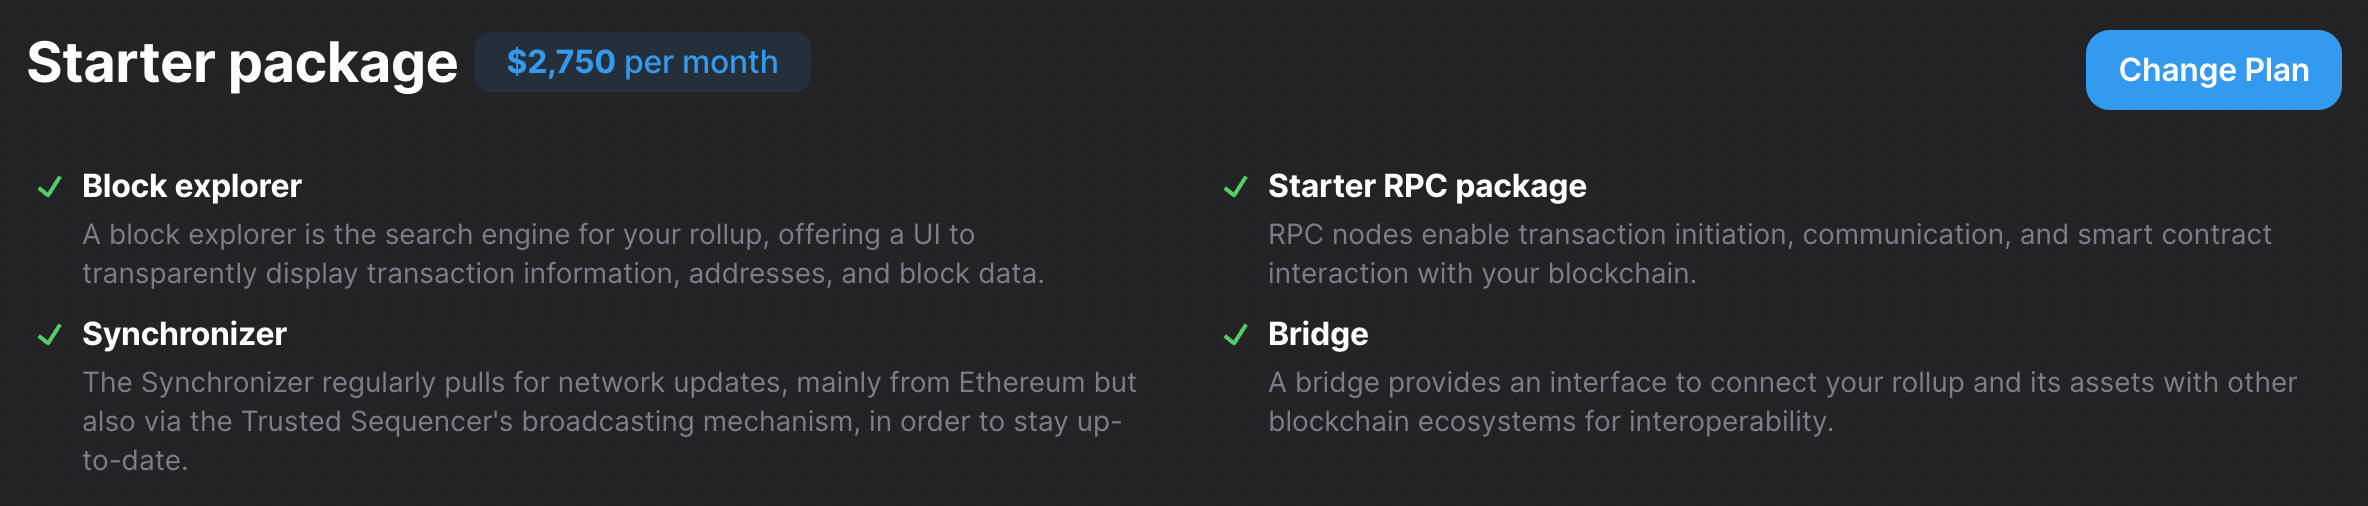 Starter package
$2,750 per month
Change Plan
Block explorer
A block explorer is the search engine for your rollup, offering a UI to
transparently display transaction information, addresses, and block data.
Starter RPC package
RPC nodes enable transaction initiation, communication, and smart contract
interaction with your blockchain.
Synchronizer
The Synchronizer regularly pulls for network updates, mainly from Ethereum but
also via the Trusted Sequencer's broadcasting mechanism, in order to stay up-
to-date.
Bridge
A bridge provides an interface to connect your rollup and its assets with other
blockchain ecosystems for interoperability.